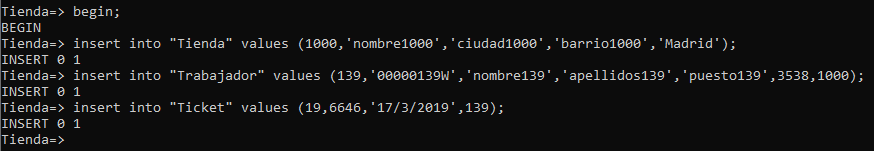 Tienda=> begin;
BEGIN
Tienda=> insert into "Tienda" values (1000,'nombre1000','ciudad1000','barrio1000','Madrid');
INSERT 0 1
Tienda=> insert into "Trabajador" values (139,'00000139W','nombre139','apellidos139','puesto139',3538,1000);
INSERT 0 1
Tienda=> insert into "Ticket" values (19,6646,'17/3/2019',139);
INSERT 0 1
Tienda=>